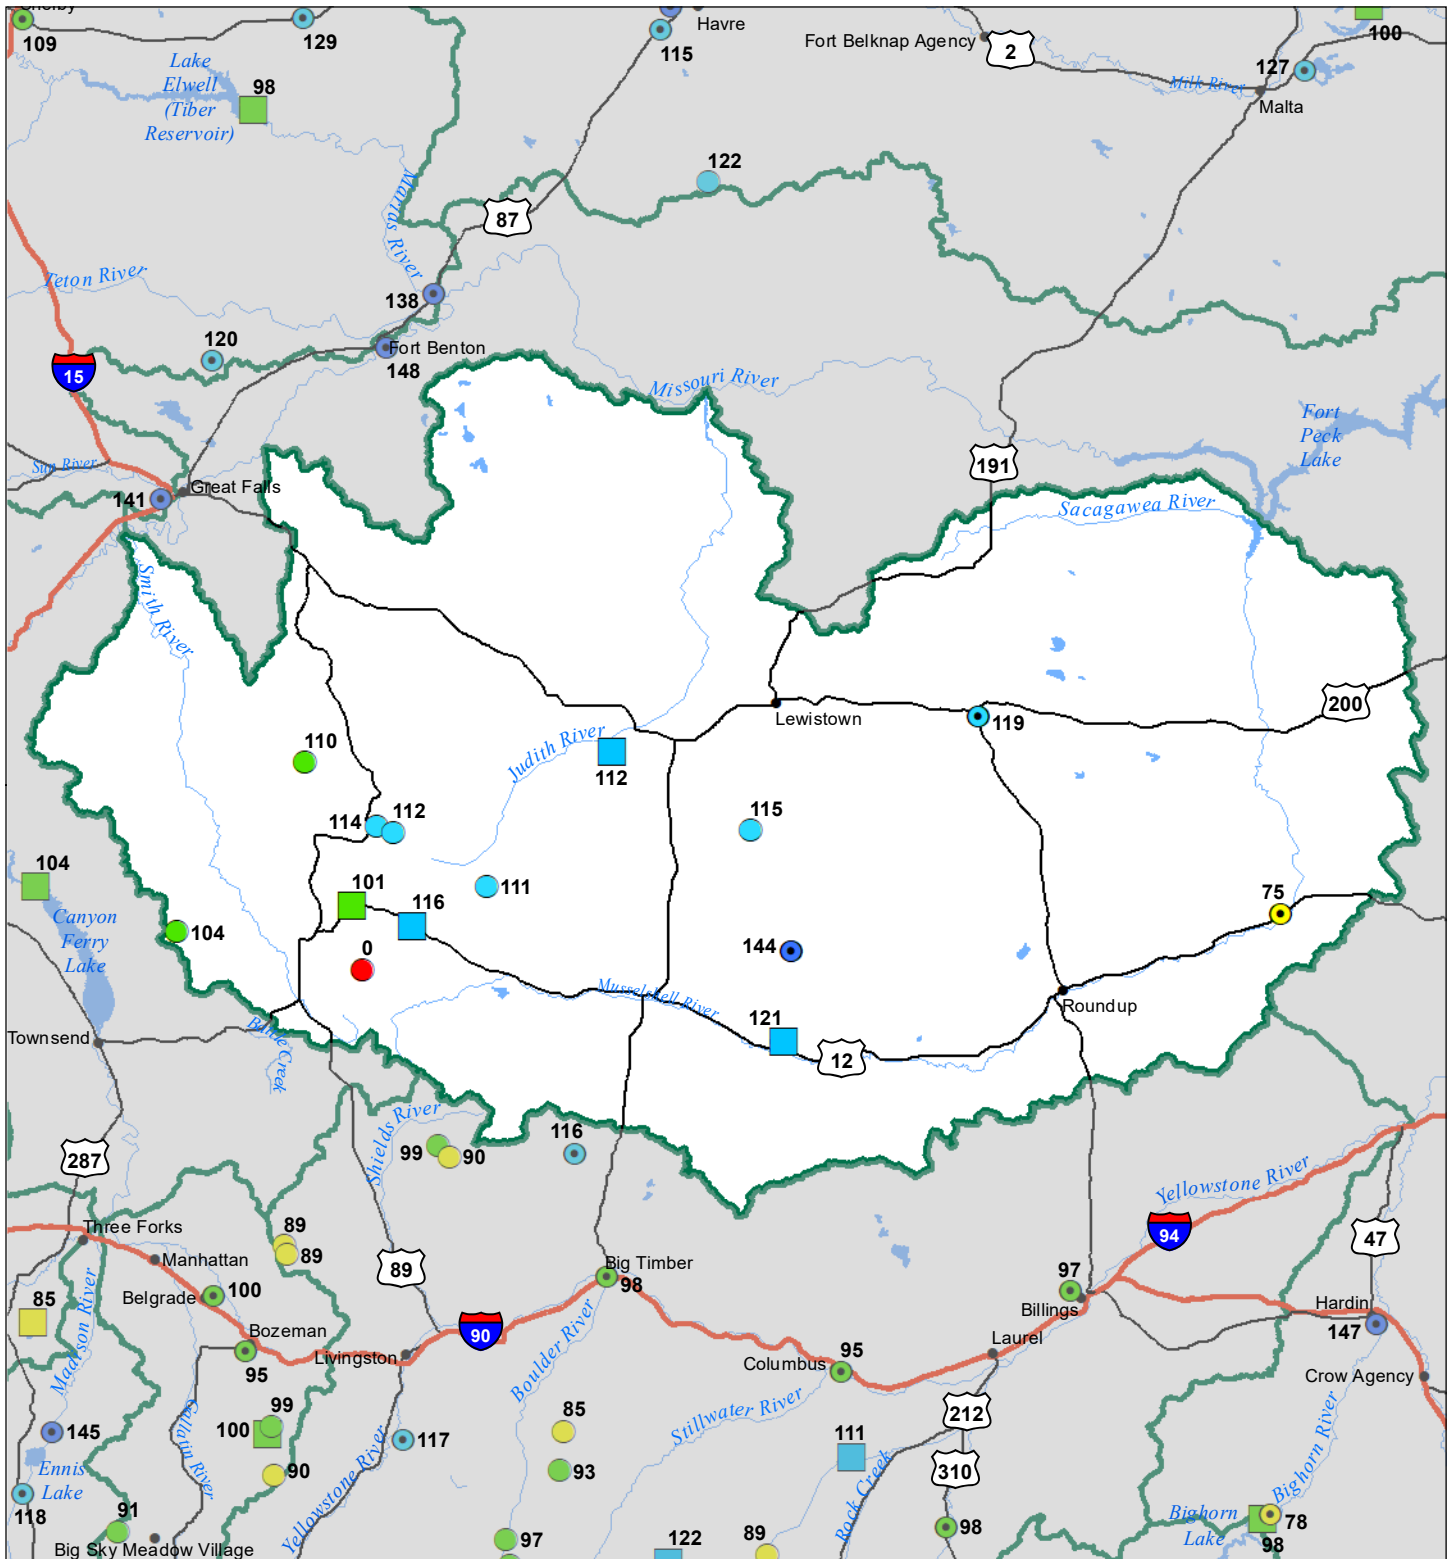 Shelby
109
129
115
Havre
Fort Belknap Agency
2
100
127
Milk River
Malta
Lake
Elwell
(Tiber
Reservoir)
98
122
Marias River
87
Teton River
138
120
Fort Benton
148
15
Missouri River
Fort
Peck
Lake
Sun River
141
Great Falls
191
Sacagawea River
Smith River
200
Lewistown
119
110
Judith River
112
114
112
115
104
Canyon
Ferry
Lake
101
116
111
75
104
0
144
Musselshell River
Roundup
121
12
Townsend
Battle Creek
Shields River
99
90
116
287
Yellowstone River
94
47
Three Forks
89
89
Manhattan
89
Big Timber
98
97
Billings
Belgrade
100
85
Madison River
Bozeman
95
Livingston
90
Boulder River
Columbus
95
Laurel
Hardin
147
Crow Agency
99
100
Gallatin River
145
Ennis
Lake
118
90
117
Yellowstone River
85
93
Stillwater River
111
Rock Creek
212
310
Bighorn River
91
Big Sky Meadow Village
97
122
89
98
Bighorn
Lake
78
98